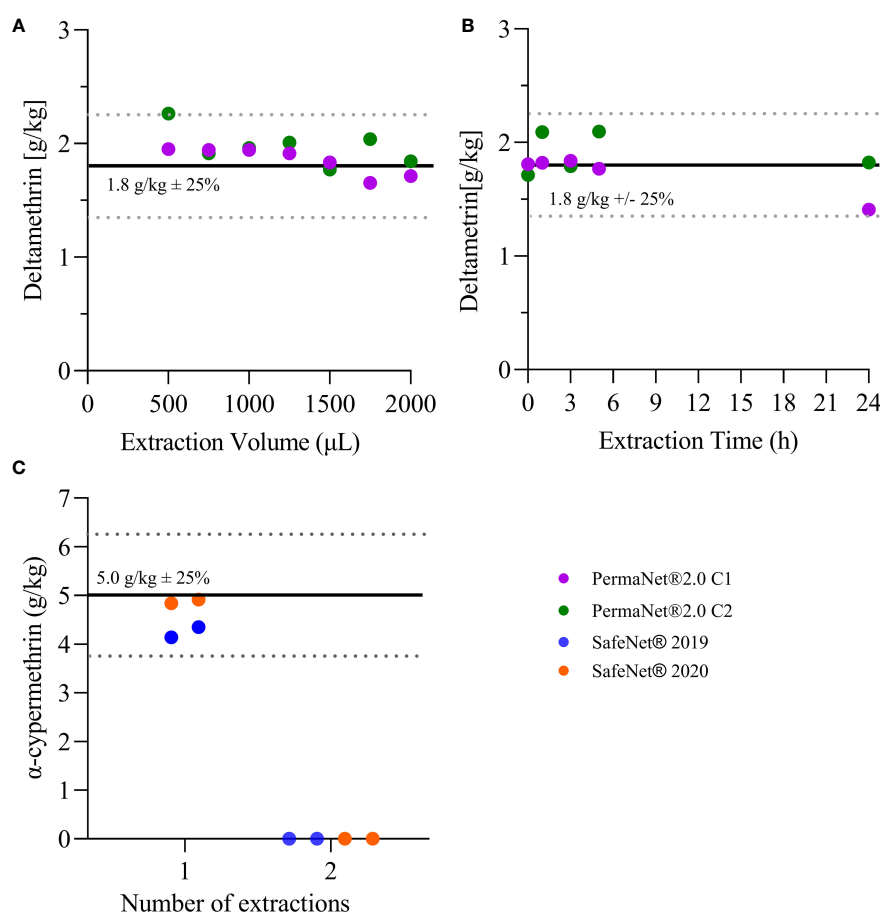 A
3
2
1
0
Deltamethrin [g/kg]
1.8 g/kg ± 25%
0 500 1000 1500 2000
Extraction Volume (μL)
B
3
2
1
0
Deltametrin[g/kg]
1.8 g/kg +/- 25%
0 3 6 9 12 15 18 21 24
Extraction Time (h)
C
7
6
5
4
3
2
1
0
α-cypermethrin (g/kg)
5.0 g/kg ± 25%
1 2
Number of extractions
PermaNet®2.0 C1
PermaNet®2.0 C2
SafeNet® 2019
SafeNet® 2020